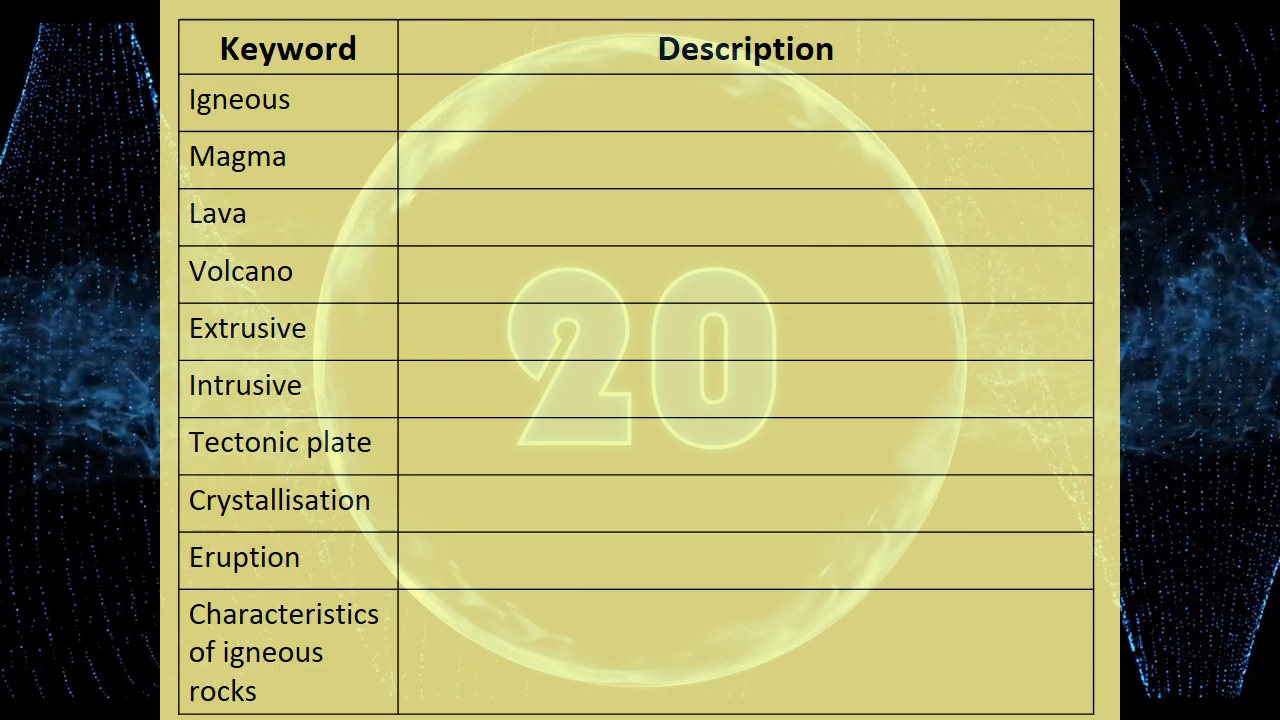 Keyword Description
Igneous
Magma
Lava
Volcano
Extrusive
Intrusive
20
Tectonic plate
Crystallisation
Eruption
Characteristics
of igneous
rocks